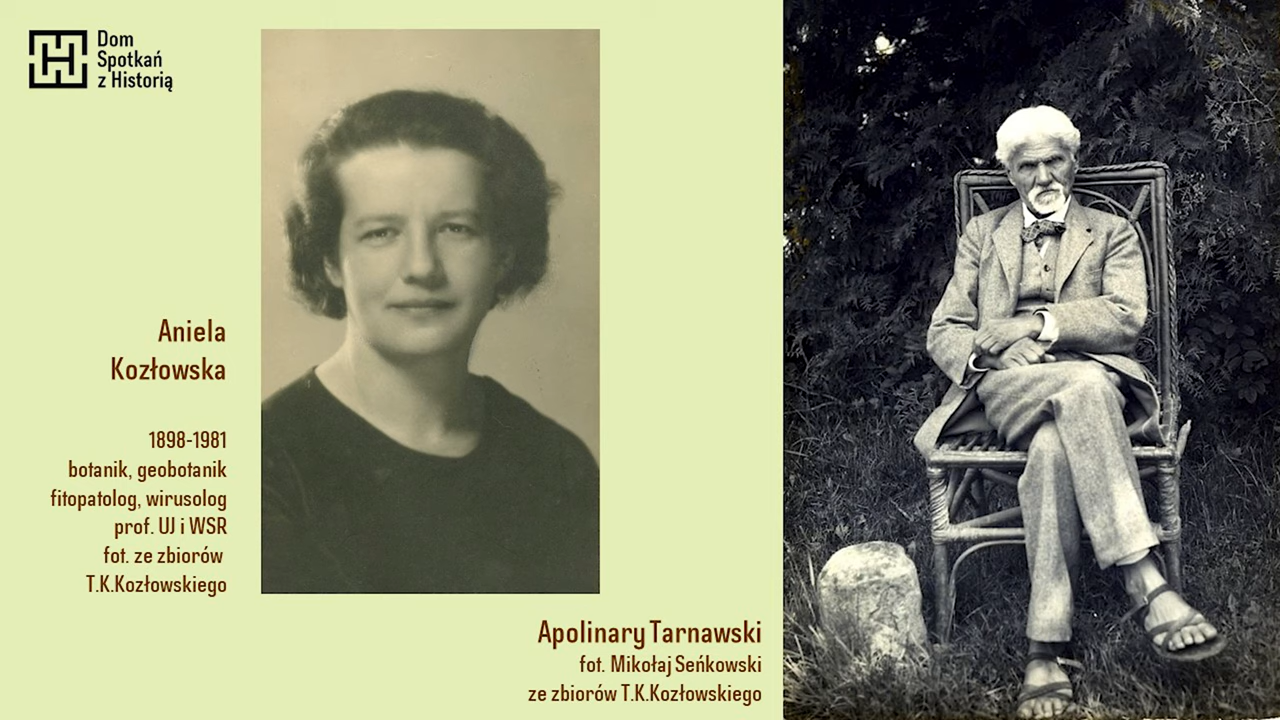 Dom
Spotkań
z Historią
Aniela
Kozłowska
1898-1981
botanik, geobotanik
fitopatolog, wirusolog
prof. UJ i WSR
fot. ze zbiorów
T.K.Kozłowskiego
Apolinary Tarnawski
fot. Mikołaj Seńkowski
ze zbiorów T.K.Kozłowskiego